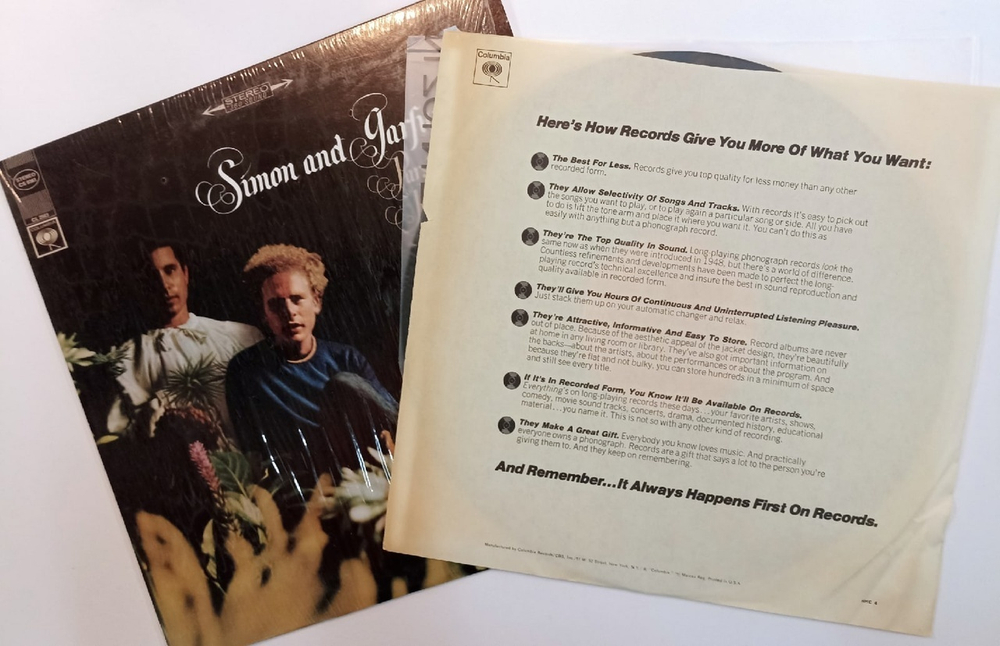 STEREO
Simon and Garf
STEREO
Columbia
Here's How Records Give You More Of What You Want:
The Best For Less. Records give you top quality for less money than any other
recorded form.
They Allow Selectivity Of Songs And Tracks. With records it's easy to pick out
the songs you want to play, or to play again a particular song or side. All you have
to do is lift the tone arm and place it where you want it. You can't do this as
easily with anything but a phonograph record.
They're The Top Quality In Sound. Long-playing phonograph records look the
same now as when they were introduced in 1948, but there's a world of difference.
Countless refinements and developments have been made to perfect the long-
playing record's technical excellence and insure the best in sound reproduction and
quality available in recorded form.
They'll Give You Hours Of Continuous And Uninterrupted Listening Pleasure.
Just stack them up on your automatic changer and relax.
They're Attractive, Informative And Easy To Store. Record albums are never
out of place. Because of the aesthetic appeal of the jacket design, they're beautifully
at home in any living room or library. They've also got important information on
the backs—about the artists, about the performances or about the program. And
because they're flat and not bulky, you can store hundreds in a minimum of space
and still see every title.
If It's In Recorded Form, You Know It'll Be Available On Records.
Everything's on long-playing records these days...your favorite artists, shows,
comedy, movie sound tracks, concerts, drama, documented history, educational
material...you name it. This is not so with any other kind of recording.
They Make A Great Gift. Everybody you know loves music. And practically
everyone owns a phonograph. Records are a gift that says a lot to the person you're
giving them to. And they keep on remembering.
And Remember...It Always Happens First On Records.